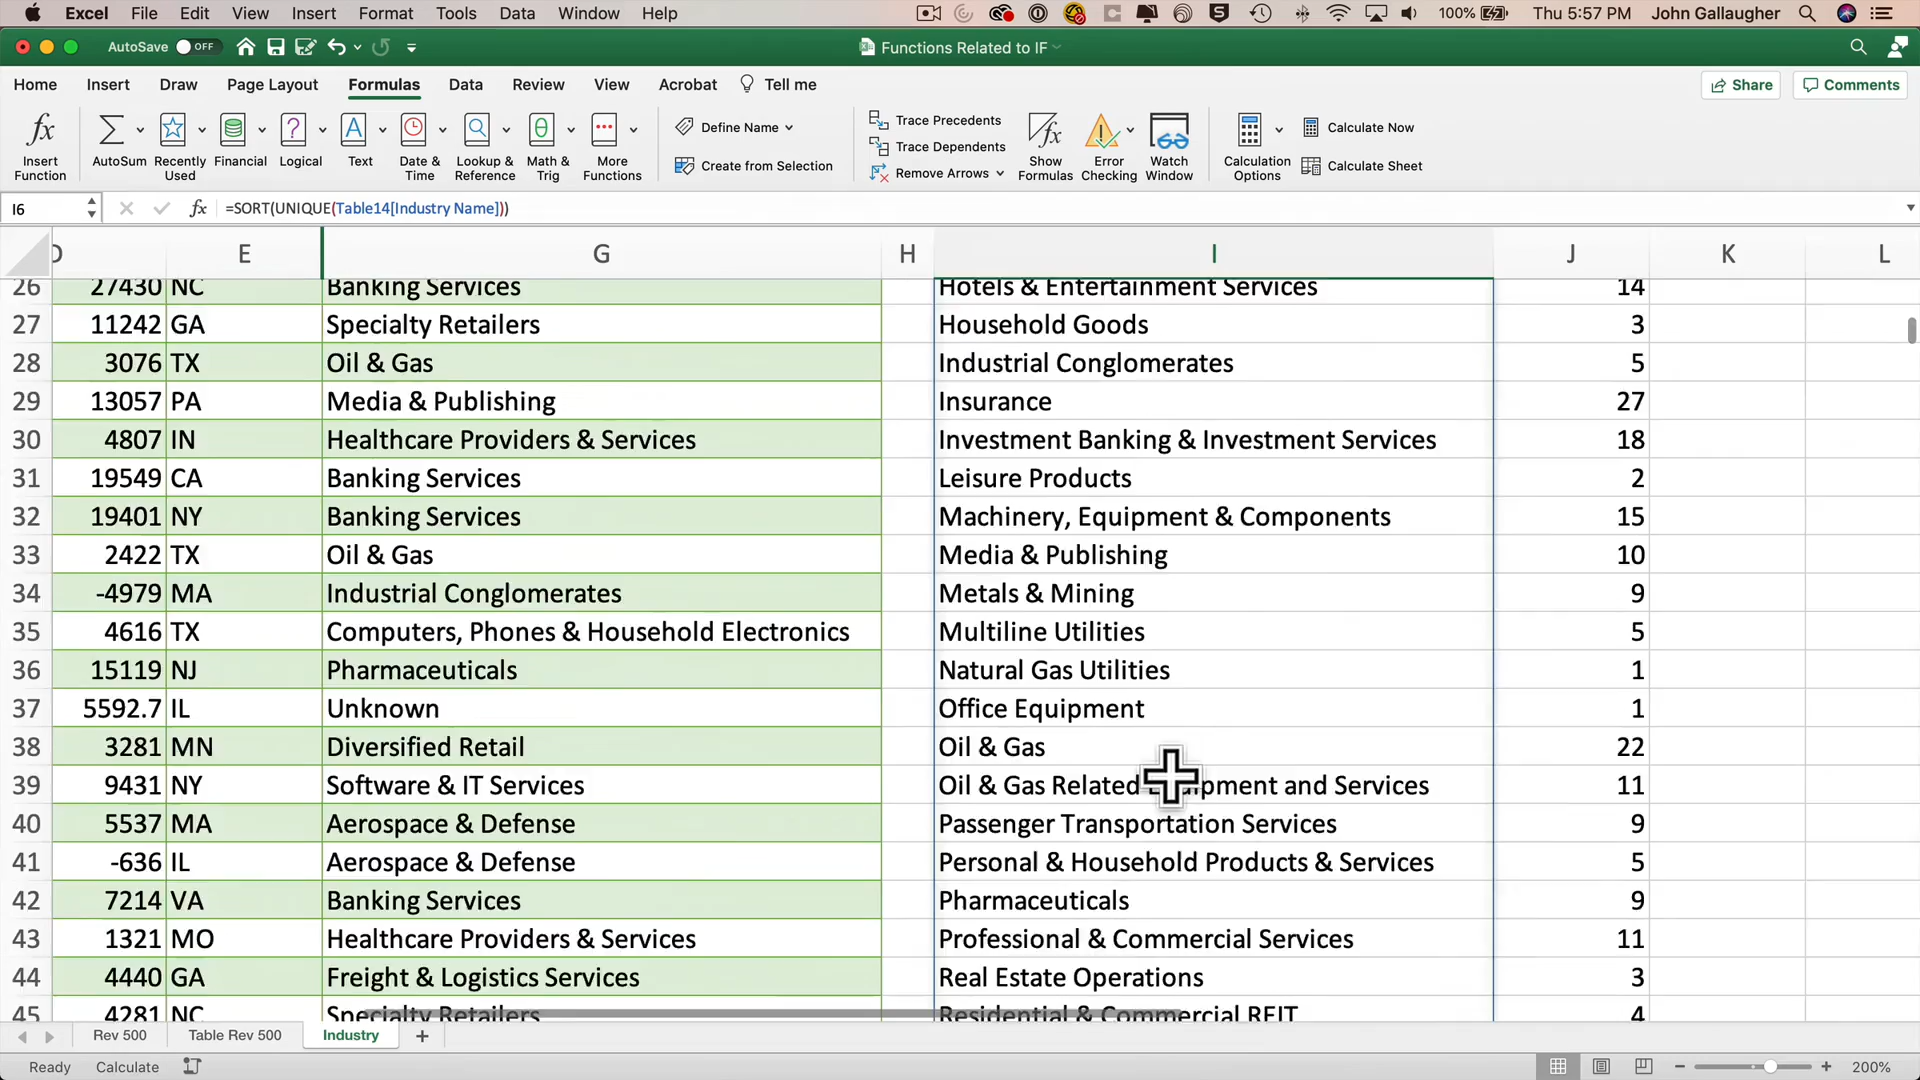 Excel File Edit View Insert Format Tools Data Window Help 100% Thu 5:57 PM John Gallaugher
AutoSave OFF Functions Related to IF
Home Insert Draw Page Layout Formulas Data Review View Acrobat Tell me Share Comments
Insert Function AutoSum Recently Used Financial Logical Text Date & Time Lookup & Reference Math & Trig More Functions
Define Name
Create from Selection
Trace Precedents
Trace Dependents
Remove Arrows
Show Formulas Error Checking Watch Window Calculation Options
Calculate Now
Calculate Sheet
I6 fx =SORT(UNIQUE(Table14[Industry Name]))
D E G H I J K L
26 27430 NC Banking Services Hotels & Entertainment Services 14
27 11242 GA Specialty Retailers Household Goods 3
28 3076 TX Oil & Gas Industrial Conglomerates 5
29 13057 PA Media & Publishing Insurance 27
30 4807 IN Healthcare Providers & Services Investment Banking & Investment Services 18
31 19549 CA Banking Services Leisure Products 2
32 19401 NY Banking Services Machinery, Equipment & Components 15
33 2422 TX Oil & Gas Media & Publishing 10
34 -4979 MA Industrial Conglomerates Metals & Mining 9
35 4616 TX Computers, Phones & Household Electronics Multiline Utilities 5
36 15119 NJ Pharmaceuticals Natural Gas Utilities 1
37 5592.7 IL Unknown Office Equipment 1
38 3281 MN Diversified Retail Oil & Gas 22
39 9431 NY Software & IT Services Oil & Gas Related Equipment and Services 11
40 5537 MA Aerospace & Defense Passenger Transportation Services 9
41 -636 IL Aerospace & Defense Personal & Household Products & Services 5
42 7214 VA Banking Services Pharmaceuticals 9
43 1321 MO Healthcare Providers & Services Professional & Commercial Services 11
44 4440 GA Freight & Logistics Services Real Estate Operations 3
45 4281 NC Specialty Retailers Residential & Commercial REIT 4
Rev 500 Table Rev 500 Industry
Ready Calculate 200%